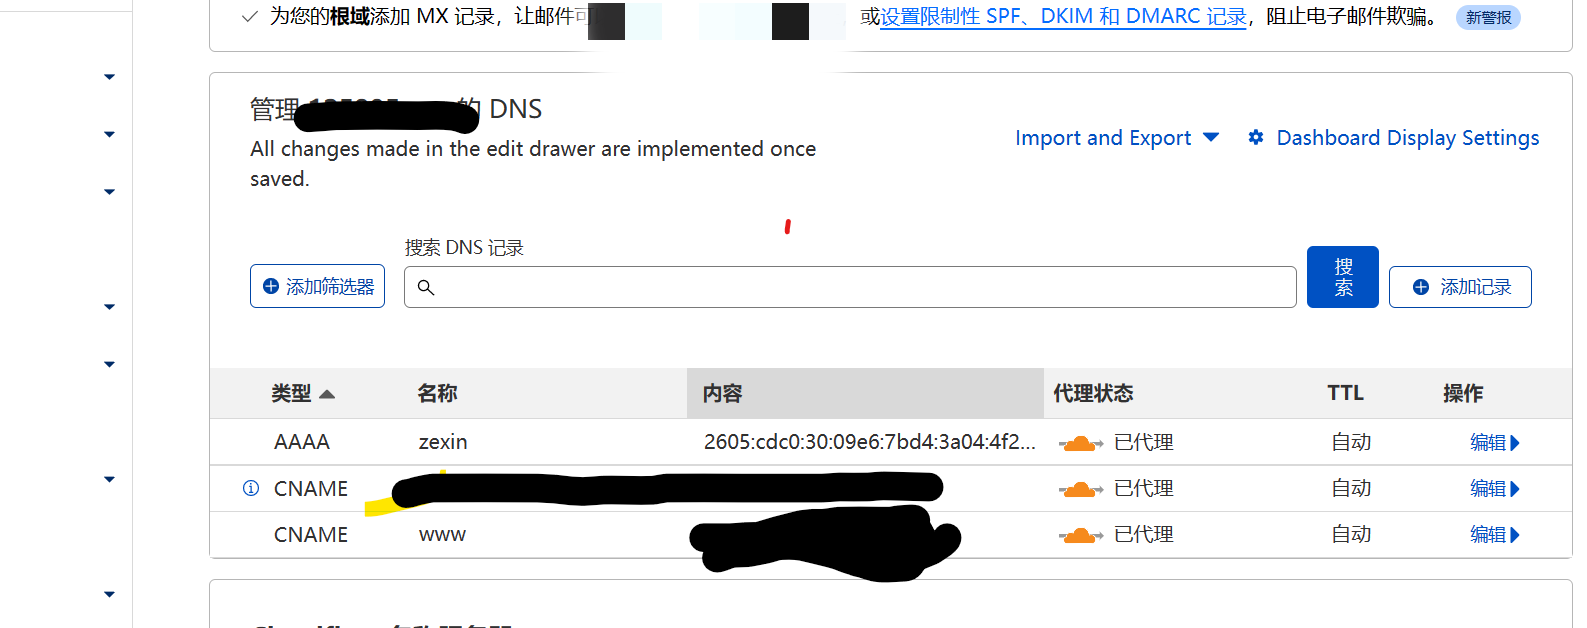 为您的根域添加 MX 记录，让邮件可
或设置限制性 SPF、DKIM 和 DMARC 记录，阻止电子邮件欺骗。 新警报
管理 的 DNS
All changes made in the edit drawer are implemented once
saved.
Import and Export Dashboard Display Settings
搜索 DNS 记录
添加筛选器 搜索 添加记录
类型 名称 内容 代理状态 TTL 操作
AAAA zexin 2605:cdc0:30:09e6:7bd4:3a04:4f2... 已代理 自动 编辑
CNAME 已代理 自动 编辑
CNAME www 已代理 自动 编辑